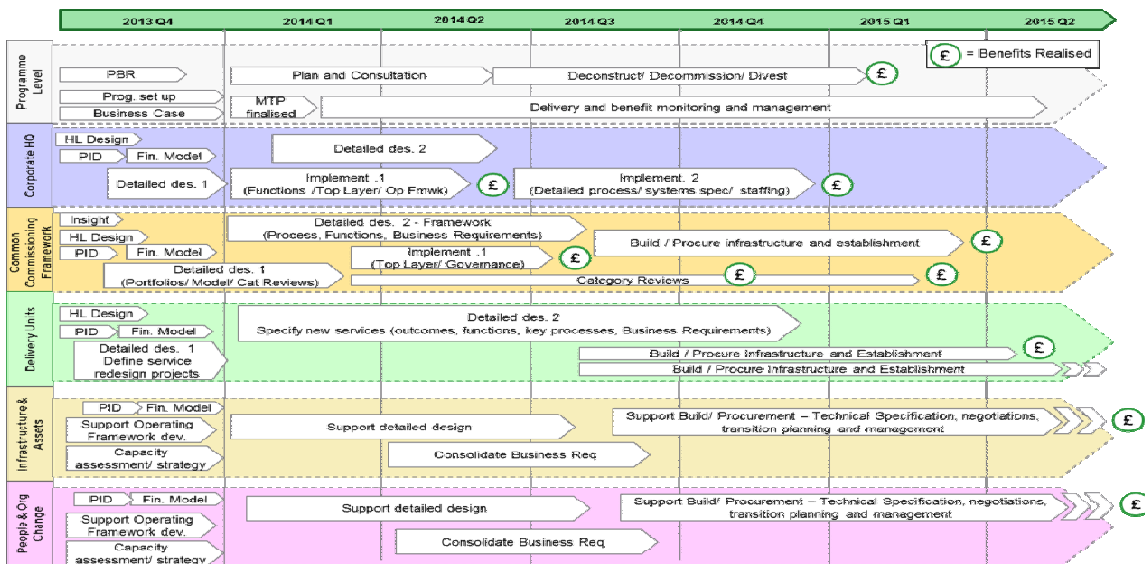 2013 Q4
2014 Q1
2014 Q2
2014 Q3
2014 Q4
2015 Q1
2015 Q2
£ = Benefits Realised
Programme
Level
PBR
Plan and Consultation
Deconstruct/ Decommission/ Divest
£
Prog. set up
Business Case
MTP
finalised
Delivery and benefit monitoring and management
Corporate HQ
HL Design
PID
Fin. Model
Detailed des. 2
Detailed des. 1
Implement .1
(Functions /Top Layer/ Op Fmwk)
£
Implement. 2
(Detailed process/ systems spec/ staffing)
£
Common
Commissioning
Framework
Insight
HL Design
PID
Fin. Model
Detailed des. 2 - Framework
(Process, Functions, Business Requirements)
Build / Procure infrastructure and establishment
£
Implement .1
(Top Layer/ Governance)
£
Detailed des. 1
(Portfolios/ Model/ Cat Reviews)
Category Reviews
£
£
Delivery Units
HL Design
PID
Fin. Model
Detailed des. 2
Specify new services (outcomes, functions, key processes, Business Requirements)
Detailed des. 1
Define service
redesign projects
Build / Procure Infrastructure and Establishment
£
Build / Procure Infrastructure and Establishment
Infrastructure &
Assets
PID
Fin. Model
Support Operating
Framework dev.
Support detailed design
Support Build/ Procurement – Technical Specification, negotiations,
transition planning and management
£
Capacity
assessment/ strategy
Consolidate Business Req
People & Org
Change
PID
Fin. Model
Support Operating
Framework dev.
Support detailed design
Support Build/ Procurement – Technical Specification, negotiations,
transition planning and management
£
Capacity
assessment/ strategy
Consolidate Business Req